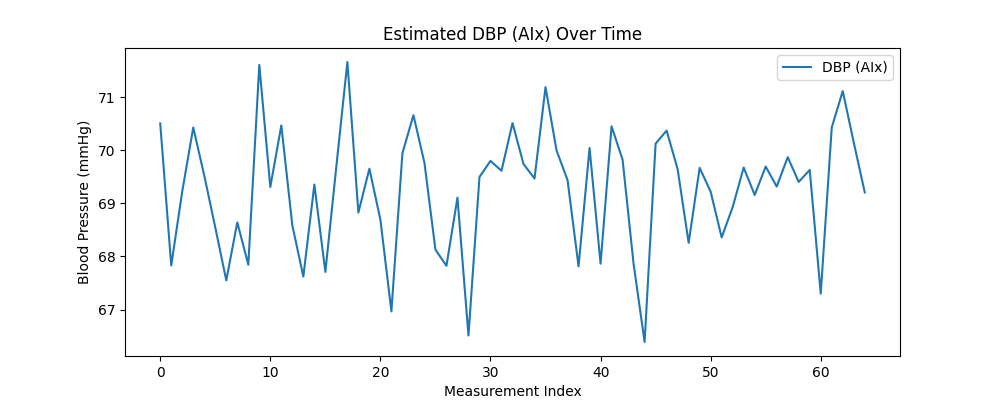 Estimated DBP (AIx) Over Time
DBP (AIx)
Blood Pressure (mmHg)
71
70
69
68
67
0 10 20 30 40 50 60
Measurement Index